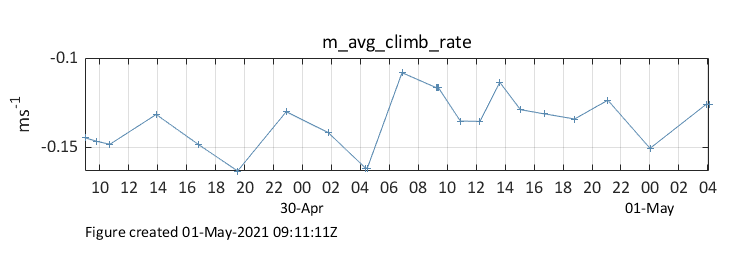 m_avg_climb_rate
-0.1
ms-1
-0.15
10 12 14 16 18 20 22 00 02 04 06 08 10 12 14 16 18 20 22 00 02 04
30-Apr 01-May
Figure created 01-May-2021 09:11:11Z